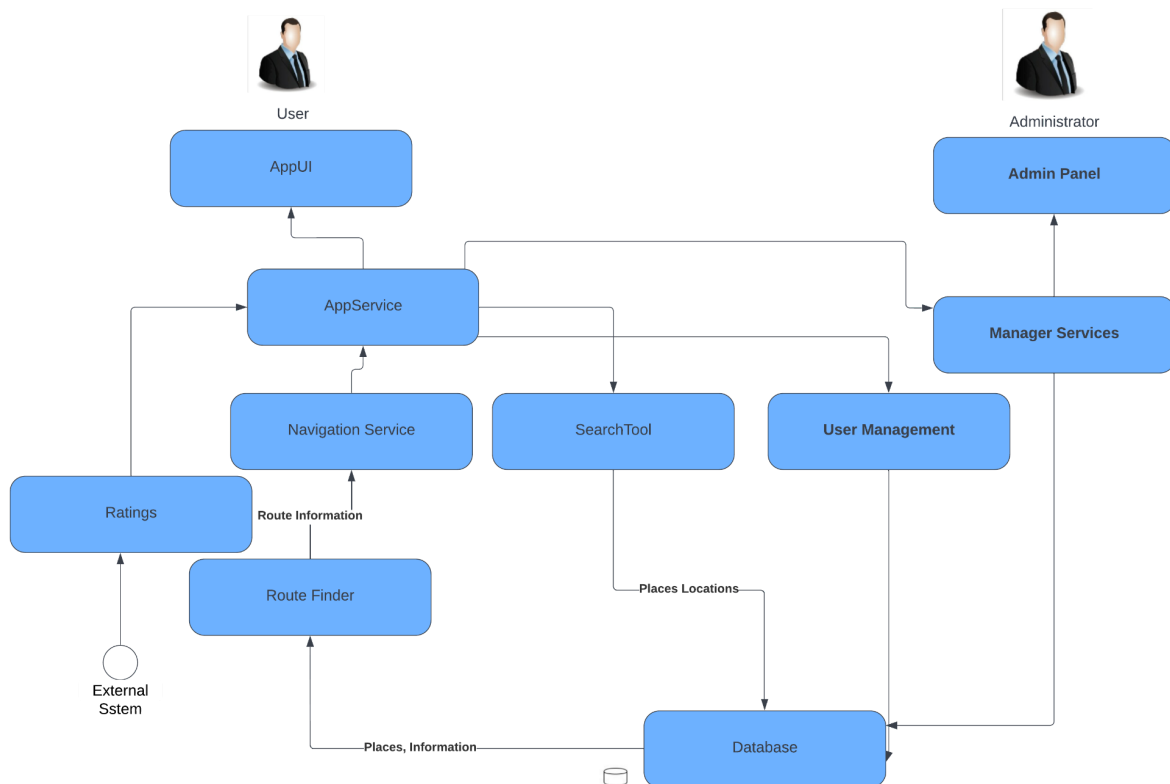 User
Administrator
AppUI
Admin Panel
AppService
Manager Services
Navigation Service
SearchTool
User Management
Ratings
Route Information
Route Finder
Places Locations
External
Sstem
Places, Information
Database